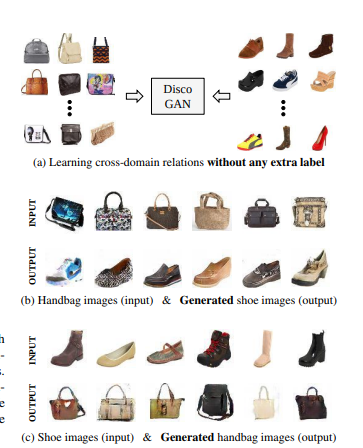 Disco
GAN
(a) Learning cross-domain relations without any extra label
INPUT
OUTPUT
(b) Handbag images (input) & Generated shoe images (output)
INPUT
OUTPUT
(c) Shoe images (input) & Generated handbag images (output)
h
-
s.
-
e
e